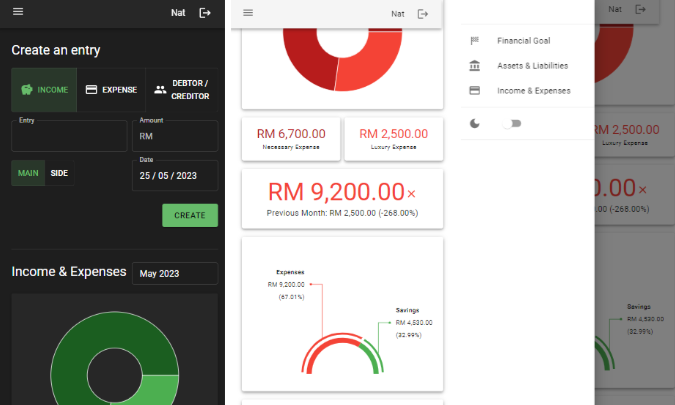 Nat
Create an entry
INCOME
EXPENSE
DEBTOR /
CREDITOR
Entry
Amount
RM
MAIN
SIDE
Date
25 / 05 / 2023
CREATE
Income & Expenses
May 2023
Nat
RM 6,700.00
Necessary Expense
RM 2,500.00
Luxury Expense
RM 9,200.00×
Previous Month: RM 2,500.00 (-268.00%)
Expenses
RM 9,200.00
(67.01%)
Savings
RM 4,530.00
(32.99%)
Financial Goal
Assets & Liabilities
Income & Expenses
Nat
RM 2,500.00
Luxury Expense
0.00×
.00 (-268.00%)
Savings
RM 4,530.00
(32.99%)